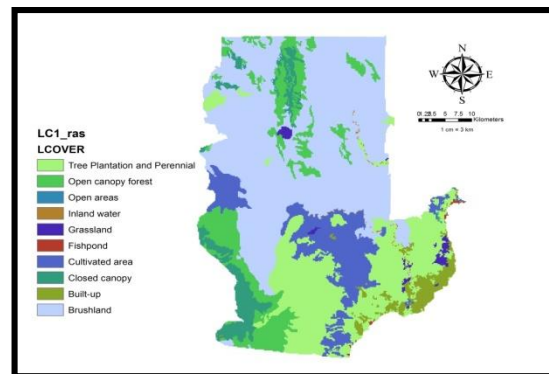 N
W E
S
Kilometers
1 cm = 3 km
LC1_ras
LCOVER
Tree Plantation and Perennial
Open canopy forest
Open areas
Inland water
Grassland
Fishpond
Cultivated area
Closed canopy
Built-up
Brushland